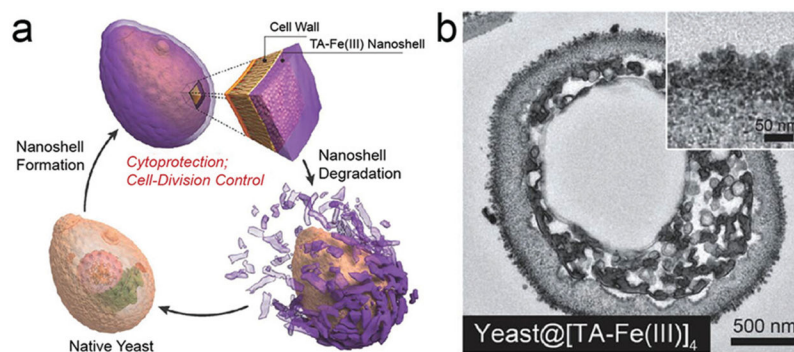 a
Cell Wall
TA-Fe(III) Nanoshell
Nanoshell
Formation
Cytoprotection;
Cell-Division Control
Nanoshell
Degradation
Native Yeast
b
50 nm
Yeast@[TA-Fe(III)]4
500 nm